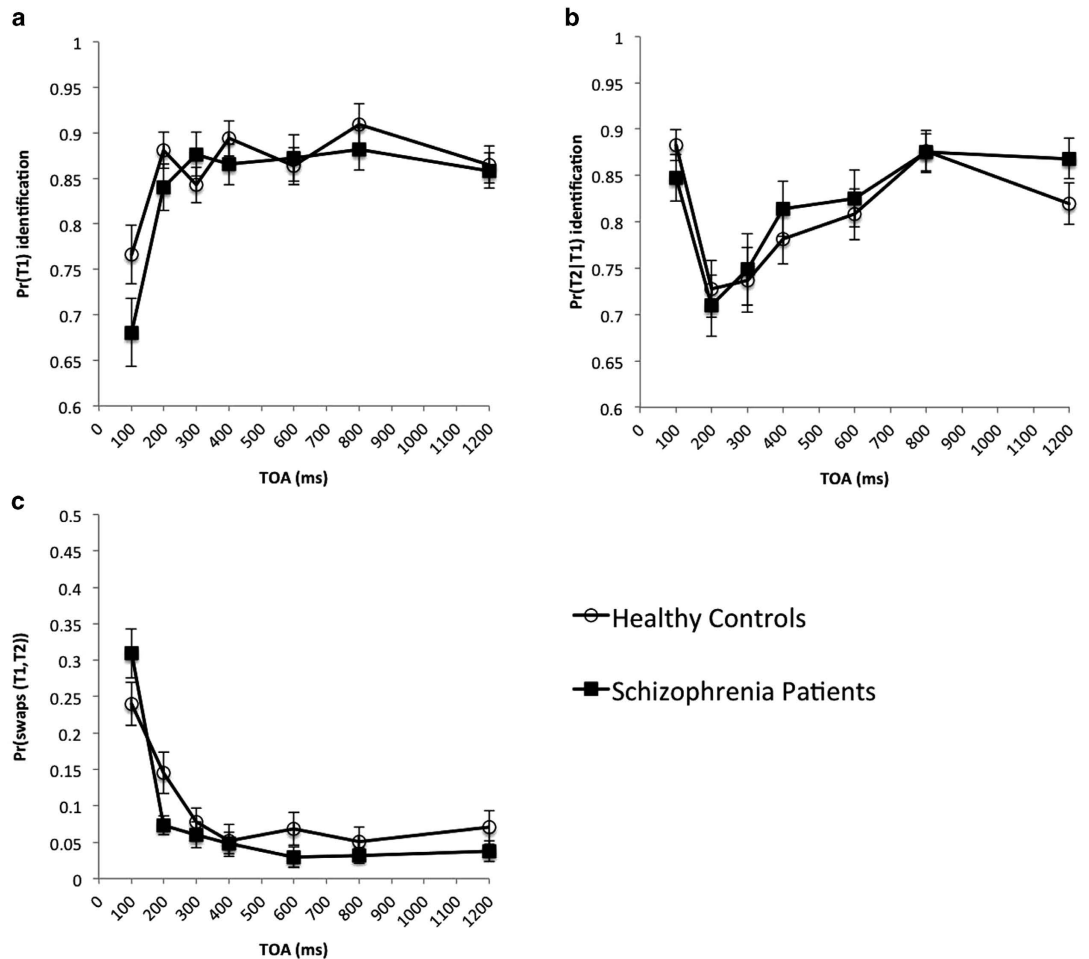 a
1
0.95
0.9
0.85
0.8
0.75
0.7
0.65
0.6
Pr(T1) identification
0 100 200 300 400 500 600 700 800 900 1000 1100 1200
TOA (ms)
b
1
0.95
0.9
0.85
0.8
0.75
0.7
0.65
0.6
Pr(T2|T1) identification
0 100 200 300 400 500 600 700 800 900 1000 1100 1200
TOA (ms)
c
0.5
0.45
0.4
0.35
0.3
0.25
0.2
0.15
0.1
0.05
0
Pr(swaps (T1,T2))
0 100 200 300 400 500 600 700 800 900 1000 1100 1200
TOA (ms)
Healthy Controls
Schizophrenia Patients